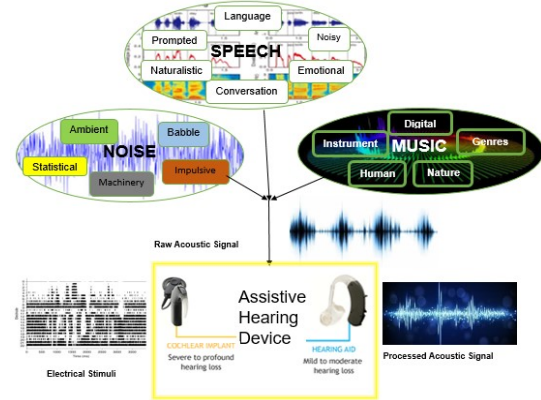 Language
Prompted
Noisy
SPEECH
Naturalistic
Emotional
Conversation
Ambient
Babble
NOISE
Statistical
Impulsive
Machinery
Digital
Instrument
MUSIC
Genres
Human
Nature
Raw Acoustic Signal
Assistive
Hearing
Device
COCHLEAR IMPLANT
Severe to profound
hearing loss
HEARING AID
Mild to moderate
hearing loss
Electrical Stimuli
Processed Acoustic Signal